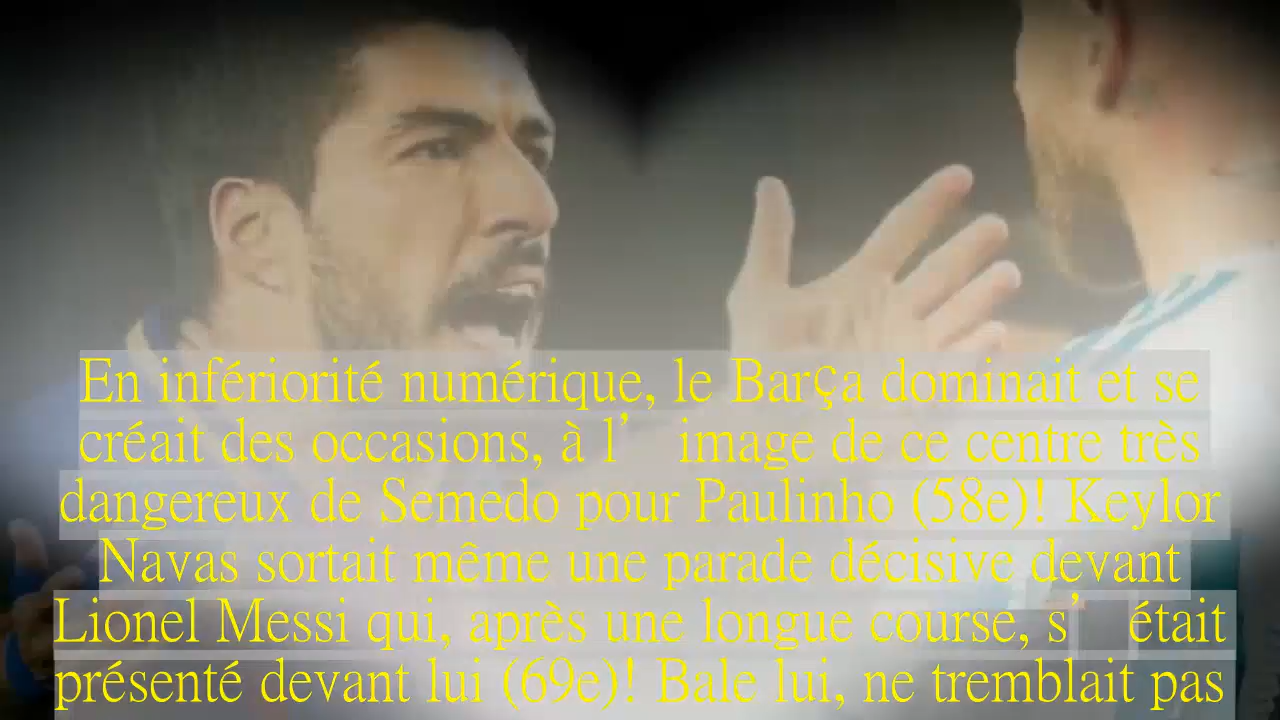 En infériorité numérique, le Barça dominait et se
créait des occasions, à l’image de ce centre très
dangereux de Semedo pour Paulinho (58e)! Keylor
Navas sortait même une parade décisive devant
Lionel Messi qui, après une longue course, s’était
présenté devant lui (69e)! Bale lui, ne tremblait pas